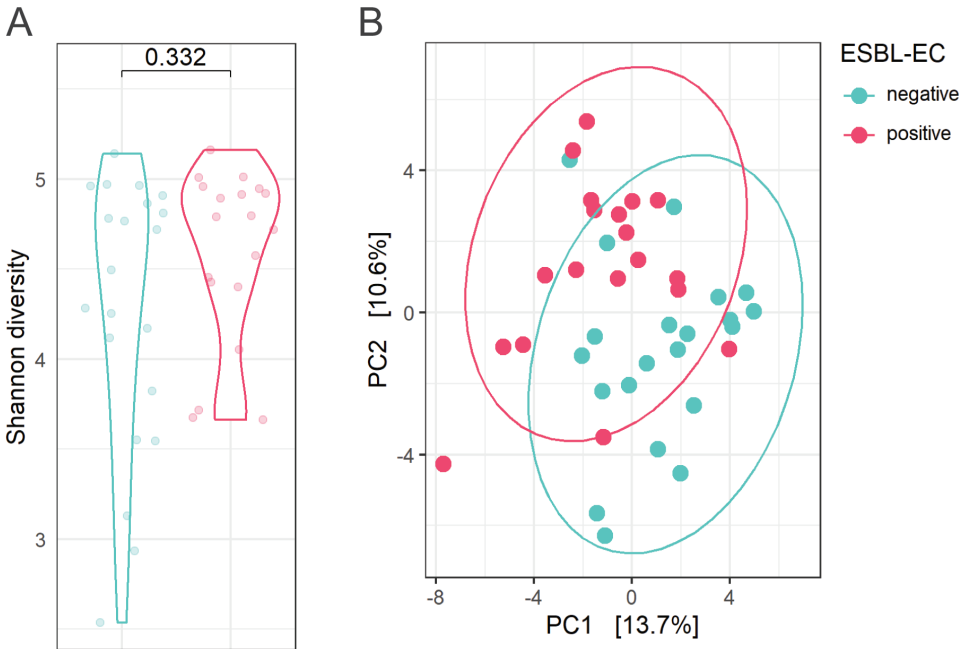 A
0.332
5
4
3
Shannon diversity
B
4
0
-4
PC2 [10.6%]
-8 -4 0 4
PC1 [13.7%]
ESBL-EC
negative
positive